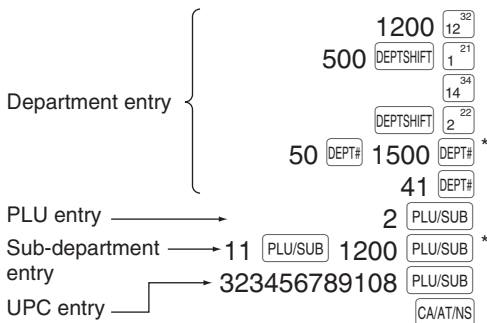 1200 12 32
500 DEPTSHIFT 1 21
14 34
Department entry
DEPTSHIFT 2 22
50 DEPT# 1500 DEPT# *
41 DEPT#
PLU entry 2 PLU/SUB
Sub-department 11 PLU/SUB 1200 PLU/SUB *
entry
323456789108 PLU/SUB
UPC entry
CA/AT/NS